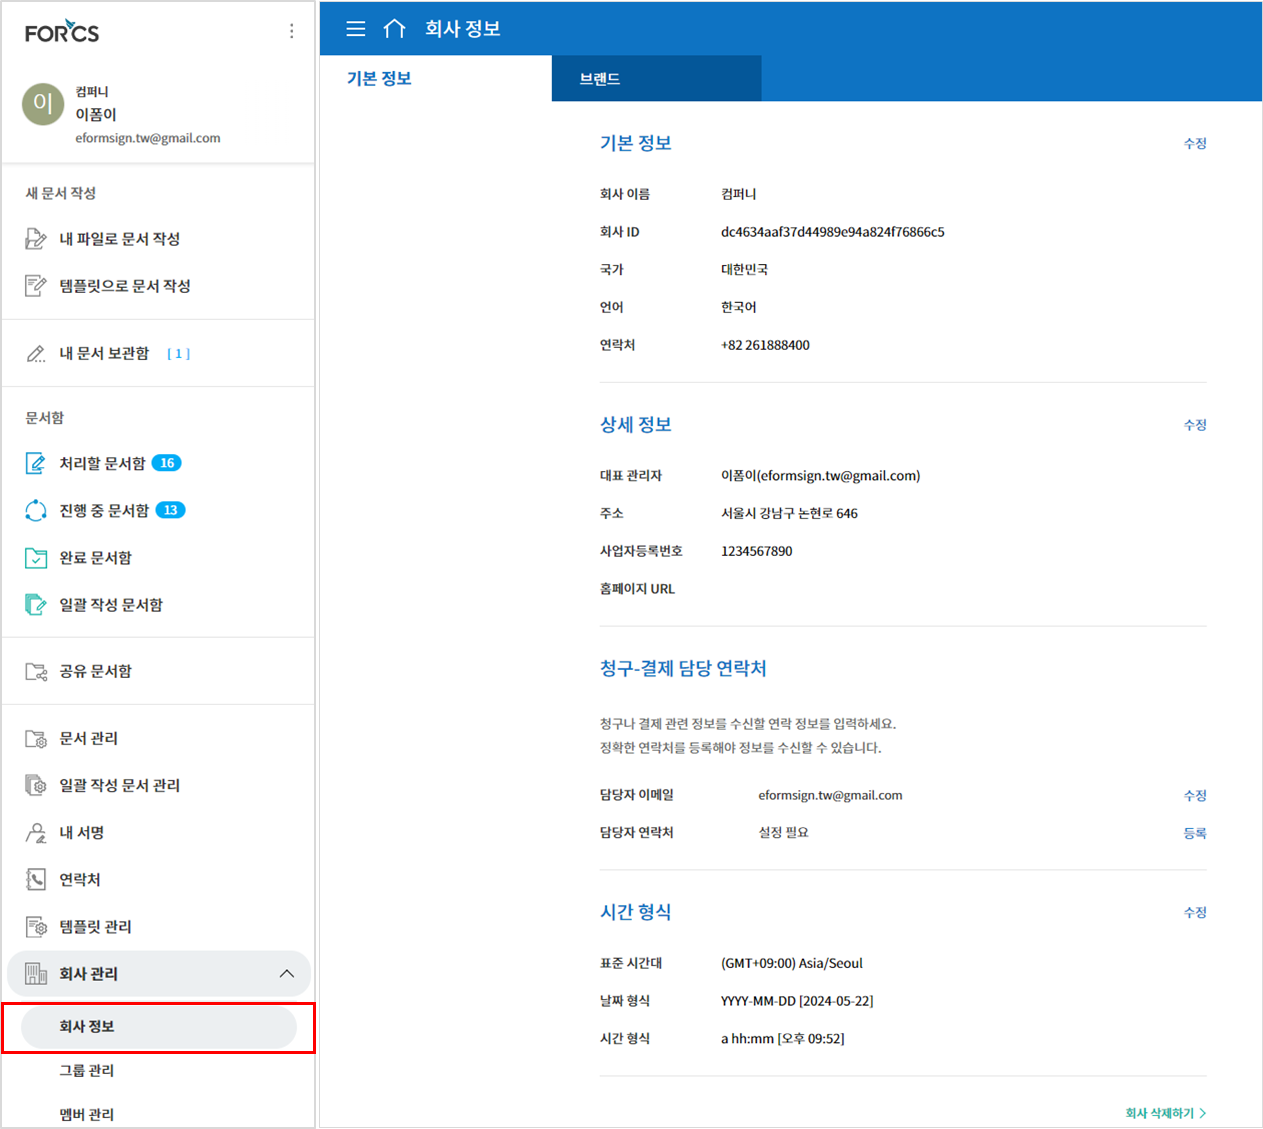 FORCS
이
컴퍼니
이폼이
eformsign.tw@gmail.com
새 문서 작성
내 파일로 문서 작성
템플릿으로 문서 작성
내 문서 보관함 [ 1 ]
문서함
처리할 문서함 16
진행 중 문서함 13
완료 문서함
일괄 작성 문서함
공유 문서함
문서 관리
일괄 작성 문서 관리
내 서명
연락처
템플릿 관리
회사 관리
회사 정보
그룹 관리
멤버 관리
회사 정보
기본 정보 브랜드
기본 정보 수정
회사 이름 컴퍼니
회사 ID dc4634aaf37d44989e94a824f76866c5
국가 대한민국
언어 한국어
연락처 +82 261888400
상세 정보 수정
대표 관리자 이폼이(eformsign.tw@gmail.com)
주소 서울시 강남구 논현로 646
사업자등록번호 1234567890
홈페이지 URL
청구-결제 담당 연락처
청구나 결제 관련 정보를 수신할 연락 정보를 입력하세요.
정확한 연락처를 등록해야 정보를 수신할 수 있습니다.
담당자 이메일 eformsign.tw@gmail.com 수정
담당자 연락처 설정 필요 등록
시간 형식 수정
표준 시간대 (GMT+09:00) Asia/Seoul
날짜 형식 YYYY-MM-DD [2024-05-22]
시간 형식 a hh:mm [오후 09:52]
회사 삭제하기 >